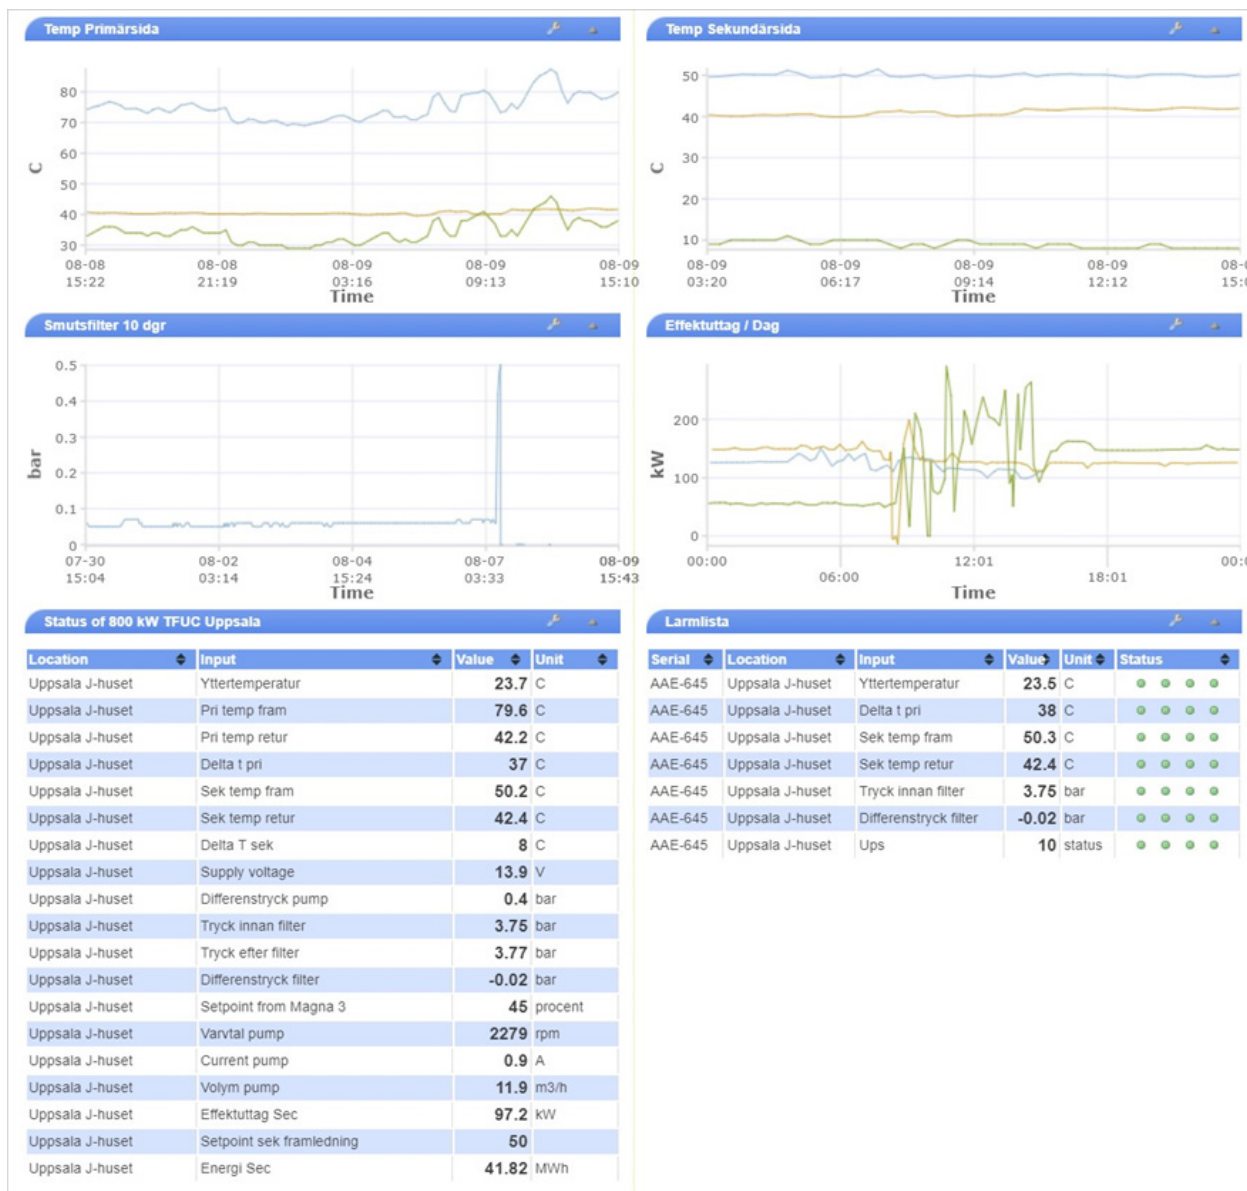 Temp Primärsida
C
80
70
60
50
40
30
08-08 08-08 08-09 08-09 08-09
15:22 21:19 03:16 09:13 15:10
Time
Temp Sekundärsida
C
50
40
30
20
10
08-09 08-09 08-09 08-09 08-0
03:20 06:17 09:14 12:12 15:0
Time
Smutsfilter 10 dgr
bar
0.5
0.4
0.3
0.2
0.1
0
07-30 08-02 08-04 08-07 08-09
15:04 03:14 15:24 03:33 15:43
Time
Effektuttag / Dag
kW
200
100
0
00:00 06:00 12:01 18:01 00:0
Time
Status of 800 kW TFUC Uppsala
Location Input Value Unit
Uppsala J-huset Yttertemperatur 23.7 C
Uppsala J-huset Pri temp fram 79.6 C
Uppsala J-huset Pri temp retur 42.2 C
Uppsala J-huset Delta t pri 37 C
Uppsala J-huset Sek temp fram 50.2 C
Uppsala J-huset Sek temp retur 42.4 C
Uppsala J-huset Delta T sek 8 C
Uppsala J-huset Supply voltage 13.9 V
Uppsala J-huset Differenstryck pump 0.4 bar
Uppsala J-huset Tryck innan filter 3.75 bar
Uppsala J-huset Tryck efter filter 3.77 bar
Uppsala J-huset Differenstryck filter -0.02 bar
Uppsala J-huset Setpoint from Magna 3 45 procent
Uppsala J-huset Varvtal pump 2279 rpm
Uppsala J-huset Current pump 0.9 A
Uppsala J-huset Volym pump 11.9 m3/h
Uppsala J-huset Effektuttag Sec 97.2 kW
Uppsala J-huset Setpoint sek framledning 50
Uppsala J-huset Energi Sec 41.82 MWh
Larmlista
Serial Location Input Value Unit Status
AAE-645 Uppsala J-huset Yttertemperatur 23.5 C
AAE-645 Uppsala J-huset Delta t pri 38 C
AAE-645 Uppsala J-huset Sek temp fram 50.3 C
AAE-645 Uppsala J-huset Sek temp retur 42.4 C
AAE-645 Uppsala J-huset Tryck innan filter 3.75 bar
AAE-645 Uppsala J-huset Differenstryck filter -0.02 bar
AAE-645 Uppsala J-huset Ups 10 status